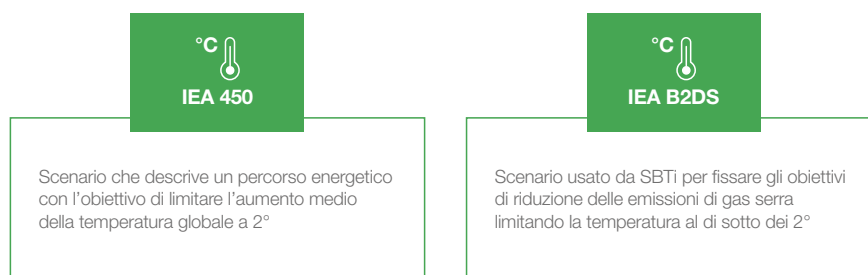 °C
IEA 450
Scenario che descrive un percorso energetico
con l'obiettivo di limitare l'aumento medio
della temperatura globale a 2°
°C
IEA B2DS
Scenario usato da SBTi per fissare gli obiettivi
di riduzione delle emissioni di gas serra
limitando la temperatura al di sotto dei 2°